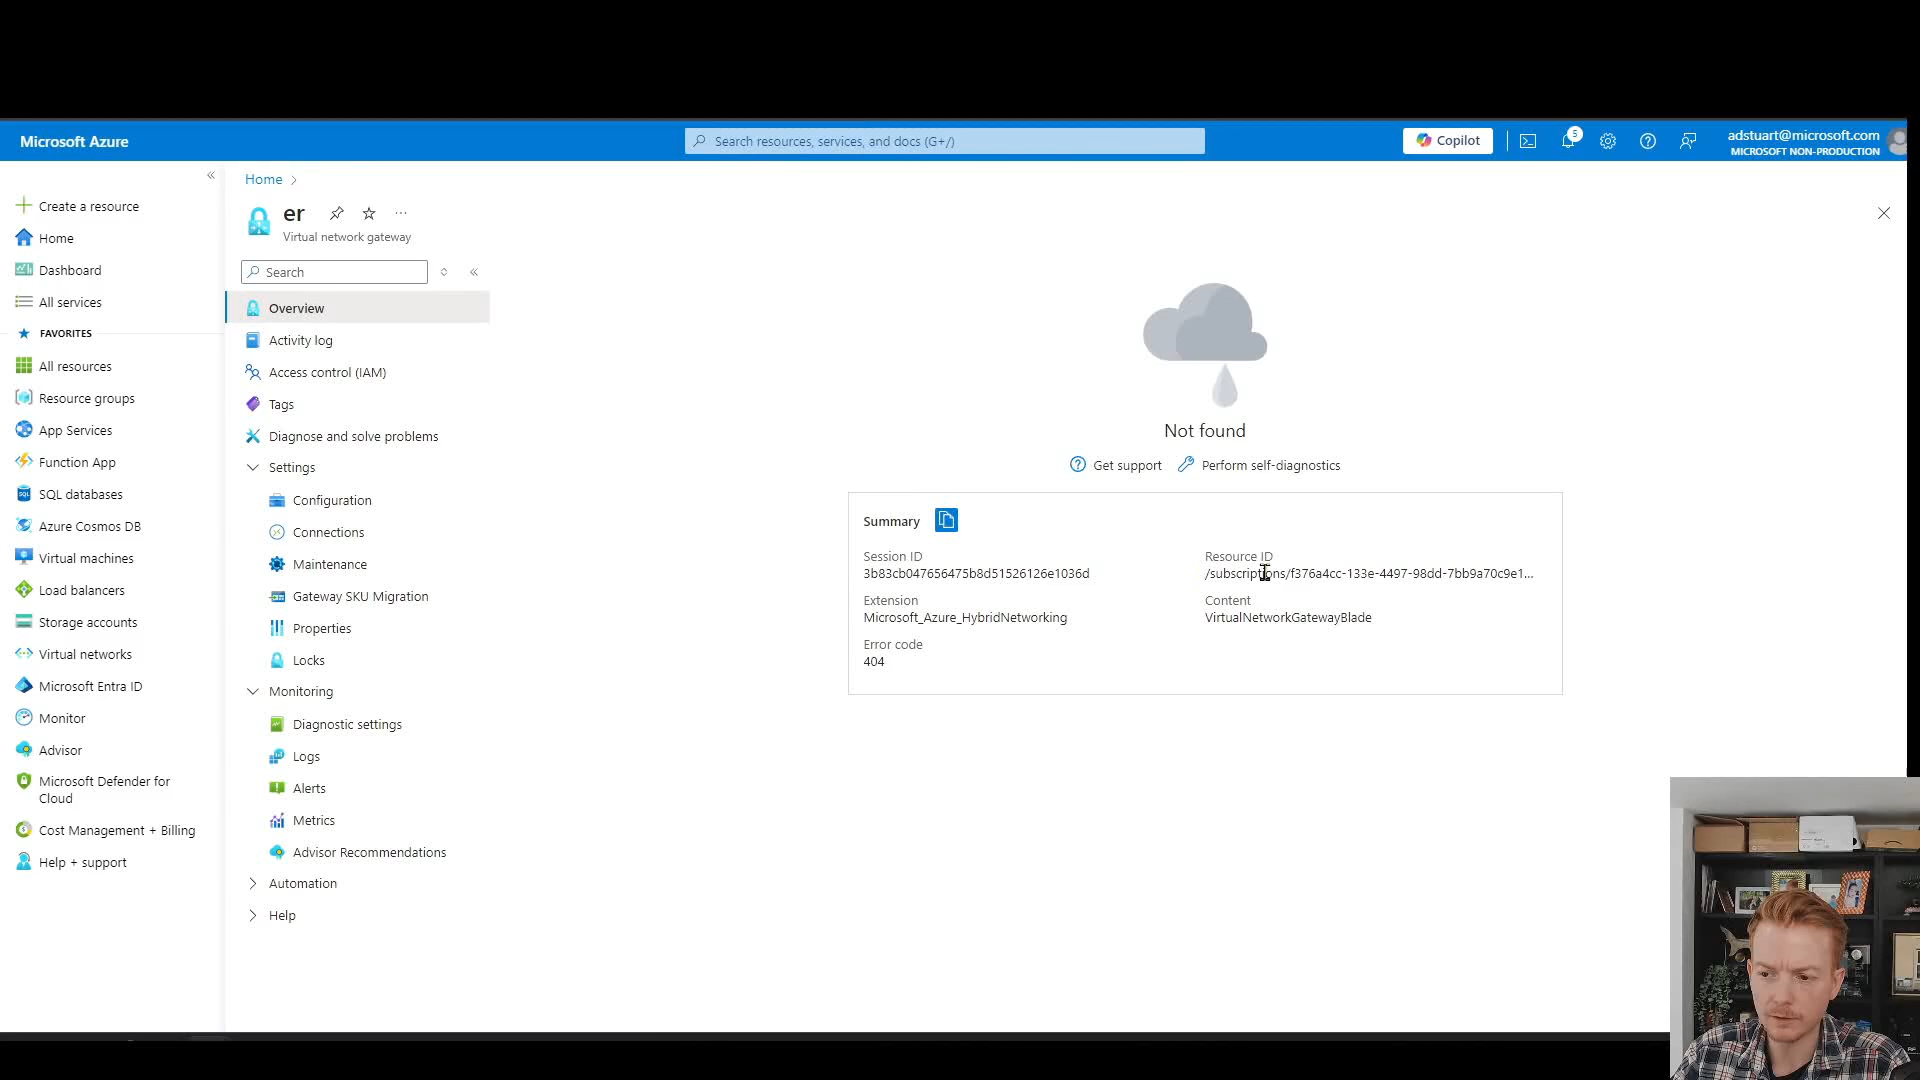 Microsoft Azure
Search resources, services, and docs (G+/)
Copilot
5
adstuart@microsoft.com
MICROSOFT NON-PRODUCTION
Create a resource
Home
Dashboard
All services
FAVORITES
All resources
Resource groups
App Services
Function App
SQL databases
Azure Cosmos DB
Virtual machines
Load balancers
Storage accounts
Virtual networks
Microsoft Entra ID
Monitor
Advisor
Microsoft Defender for
Cloud
Cost Management + Billing
Help + support
Home
er
Virtual network gateway
Search
Overview
Activity log
Access control (IAM)
Tags
Diagnose and solve problems
Settings
Configuration
Connections
Maintenance
Gateway SKU Migration
Properties
Locks
Monitoring
Diagnostic settings
Logs
Alerts
Metrics
Advisor Recommendations
Automation
Help
Not found
Get support
Perform self-diagnostics
Summary
Session ID
3b83cb047656475b8d51526126e1036d
Resource ID
/subscriptions/f376a4cc-133e-4497-98dd-7bb9a70c9e1...
Extension
Microsoft_Azure_HybridNetworking
Content
VirtualNetworkGatewayBlade
Error code
404